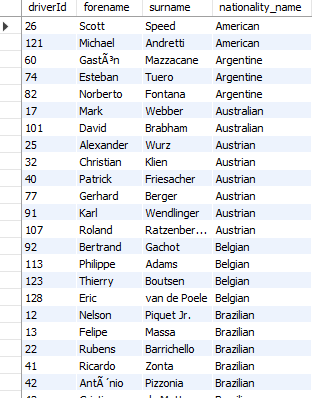 driverId forename surname nationality_name
26 Scott Speed American
121 Michael Andretti American
60 GastÃ³n Mazzacane Argentine
74 Esteban Tuero Argentine
82 Norberto Fontana Argentine
17 Mark Webber Australian
101 David Brabham Australian
25 Alexander Wurz Austrian
32 Christian Klien Austrian
40 Patrick Friesacher Austrian
77 Gerhard Berger Austrian
91 Karl Wendlinger Austrian
107 Roland Ratzenber... Austrian
92 Bertrand Gachot Belgian
113 Philippe Adams Belgian
123 Thierry Boutsen Belgian
128 Eric van de Poele Belgian
12 Nelson Piquet Jr. Brazilian
13 Felipe Massa Brazilian
22 Rubens Barrichello Brazilian
41 Ricardo Zonta Brazilian
42 AntÃ´nio Pizzonia Brazilian